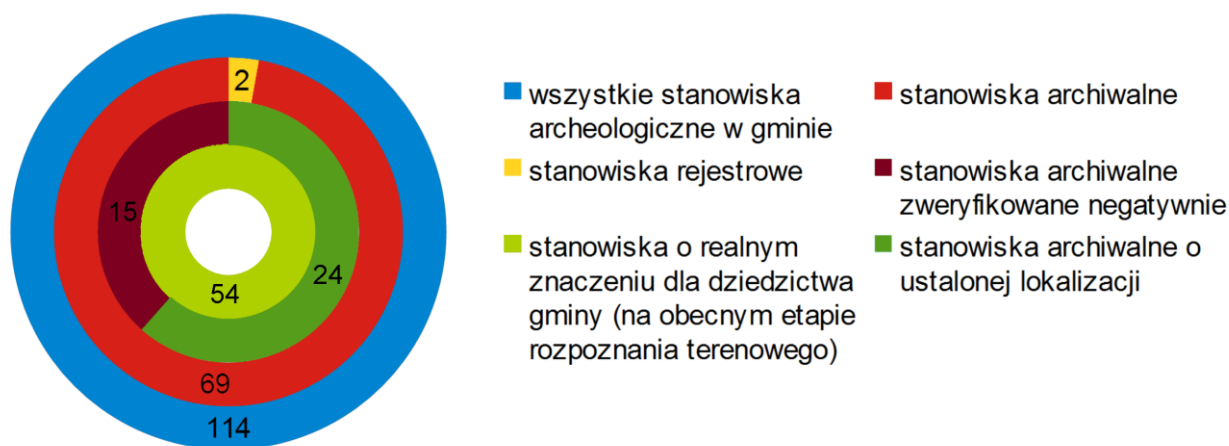 2
15
24
54
69
114
wszystkie stanowiska
archeologiczne w gminie
stanowiska archiwalne
stanowiska rejestrowe
stanowiska archiwalne
zweryfikowane negatywnie
stanowiska o realnym
znaczeniu dla dziedzictwa
gminy (na obecnym etapie
rozpoznania terenowego)
stanowiska archiwalne o
ustalonej lokalizacji